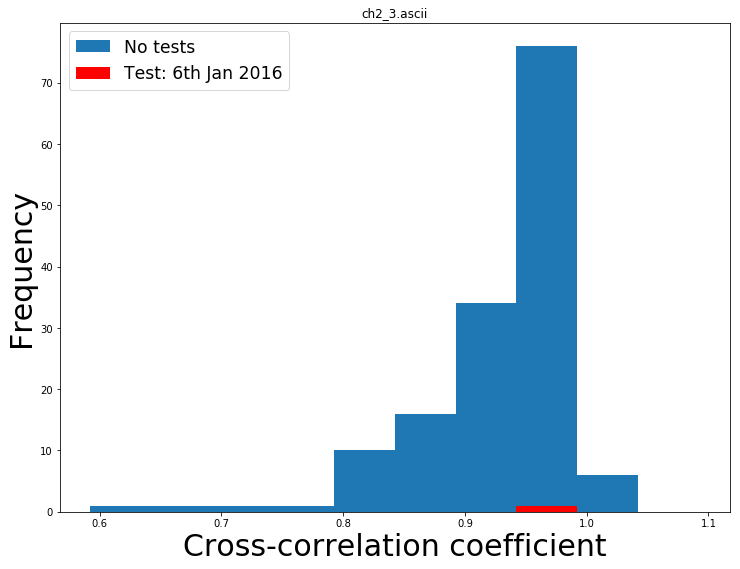 ch2_3.ascii
No tests
Test: 6th Jan 2016
Frequency
70
60
50
40
30
20
10
0
0.6 0.7 0.8 0.9 1.0 1.1
Cross-correlation coefficient